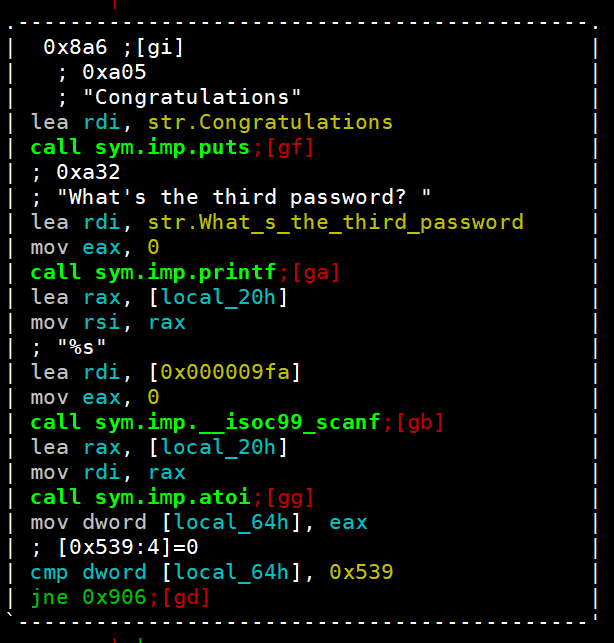 .--------------------------------------------.
|  0x8a6 ;[gi]                               |
|   ; 0xa05                                  |
|   ; "Congratulations"                      |
| lea rdi, str.Congratulations               |
| call sym.imp.puts;[gf]                     |
| ; 0xa32                                    |
| ; "What's the third password? "            |
| lea rdi, str.What_s_the_third_password     |
| mov eax, 0                                 |
| call sym.imp.printf;[ga]                   |
| lea rax, [local_20h]                       |
| mov rsi, rax                               |
| ; "%s"                                     |
| lea rdi, [0x000009fa]                      |
| mov eax, 0                                 |
| call sym.imp.__isoc99_scanf;[gb]           |
| lea rax, [local_20h]                       |
| mov rdi, rax                               |
| call sym.imp.atoi;[gg]                     |
| mov dword [local_64h], eax                 |
| ; [0x539:4]=0                              |
| cmp dword [local_64h], 0x539               |
| jne 0x906;[gd]                             |
`--------------------------------------------'